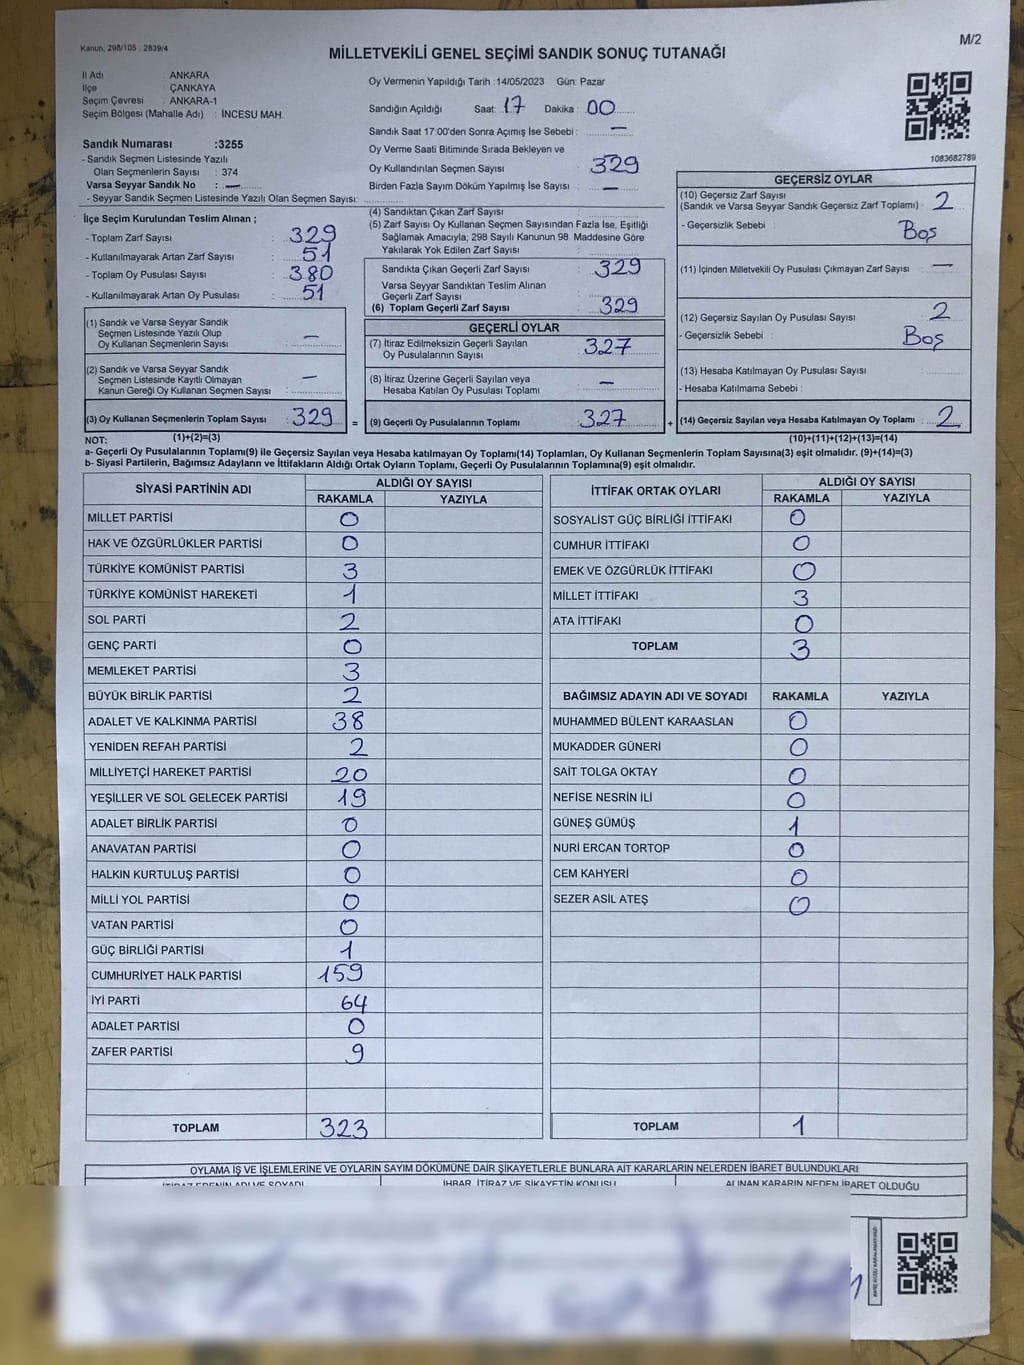 Kanun, 298/105 ; 2839/4
M/2
MİLLETVEKİLİ GENEL SEÇİMİ SANDIK SONUÇ TUTANAĞI
İl Adı : ANKARA
İlçe : ÇANKAYA
Seçim Çevresi : ANKARA-1
Seçim Bölgesi (Mahalle Adı) : İNCESU MAH.
Sandık Numarası :3255
- Sandık Seçmen Listesinde Yazılı
Olan Seçmenlerin Sayısı : 374
Varsa Seyyar Sandık No : —
- Seyyar Sandık Seçmen Listesinde Yazılı Olan Seçmen Sayısı:
Oy Vermenin Yapıldığı Tarih :14/05/2023 Gün: Pazar
Sandığın Açıldığı Saat: 17 Dakika : 00
Sandık Saat 17:00'den Sonra Açımış İse Sebebi : —
Oy Verme Saati Bitiminde Sırada Bekleyen ve
Oy Kullandırılan Seçmen Sayısı : 329
Birden Fazla Sayım Döküm Yapılmış İse Sayısı : —
1083682789
İlçe Seçim Kurulundan Teslim Alınan ;
- Toplam Zarf Sayısı : 329
- Kullanılmayarak Artan Zarf Sayısı : 51
- Toplam Oy Pusulası Sayısı : 380
- Kullanılmayarak Artan Oy Pusulası : 51
(4) Sandıktan Çıkan Zarf Sayısı :
(5) Zarf Sayısı Oy Kullanan Seçmen Sayısından Fazla İse, Eşitliği
Sağlamak Amacıyla, 298 Sayılı Kanunun 98. Maddesine Göre
Yakılarak Yok Edilen Zarf Sayısı :
Sandıkta Çıkan Geçerli Zarf Sayısı : 329
Varsa Seyyar Sandıktan Teslim Alınan
Geçerli Zarf Sayısı :
(6) Toplam Geçerli Zarf Sayısı : 329
GEÇERSİZ OYLAR
(10) Geçersiz Zarf Sayısı
(Sandık ve Varsa Seyyar Sandık Geçersiz Zarf Toplamı) : 2
- Geçersizlik Sebebi : Boş
(11) İçinden Milletvekili Oy Pusulası Çıkmayan Zarf Sayısı : —
(12) Geçersiz Sayılan Oy Pusulası Sayısı : 2
- Geçersizlik Sebebi : Boş
(13) Hesaba Katılmayan Oy Pusulası Sayısı :
- Hesaba Katılmama Sebebi :
(1) Sandık ve Varsa Seyyar Sandık
Seçmen Listesinde Yazılı Olup
Oy Kullanan Seçmenlerin Sayısı : —
(2) Sandık ve Varsa Seyyar Sandık
Seçmen Listesinde Kayıtlı Olmayan
Kanun Gereği Oy Kullanan Seçmen Sayısı : —
GEÇERLİ OYLAR
(7) İtiraz Edilmeksizin Geçerli Sayılan
Oy Pusulalarının Sayısı : 327
(8) İtiraz Üzerine Geçerli Sayılan veya
Hesaba Katılan Oy Pusulası Toplamı : —
(3) Oy Kullanan Seçmenlerin Toplam Sayısı : 329 = (9) Geçerli Oy Pusulalarının Toplamı : 327 + (14) Geçersiz Sayılan veya Hesaba Katılmayan Oy Toplamı : 2
NOT: (1)+(2)=(3) (10)+(11)+(12)+(13)=(14)
a- Geçerli Oy Pusulalarının Toplamı(9) ile Geçersiz Sayılan veya Hesaba katılmayan Oy Toplamı(14) Toplamları, Oy Kullanan Seçmenlerin Toplam Sayısına(3) eşit olmalıdır. (9)+(14)=(3)
b- Siyasi Partilerin, Bağımsız Adayların ve İttifakların Aldığı Ortak Oyların Toplamı, Geçerli Oy Pusulalarının Toplamına(9) eşit olmalıdır.
SİYASİ PARTİNİN ADI ALDIĞI OY SAYISI
RAKAMLA YAZIYLA
MİLLET PARTİSİ 0
HAK VE ÖZGÜRLÜKLER PARTİSİ 0
TÜRKİYE KOMÜNİST PARTİSİ 3
TÜRKİYE KOMÜNİST HAREKETİ 1
SOL PARTİ 2
GENÇ PARTİ 0
MEMLEKET PARTİSİ 3
BÜYÜK BİRLİK PARTİSİ 2
ADALET VE KALKINMA PARTİSİ 38
YENİDEN REFAH PARTİSİ 2
MİLLİYETÇİ HAREKET PARTİSİ 20
YEŞİLLER VE SOL GELECEK PARTİSİ 19
ADALET BİRLİK PARTİSİ 0
ANAVATAN PARTİSİ 0
HALKIN KURTULUŞ PARTİSİ 0
MİLLİ YOL PARTİSİ 0
VATAN PARTİSİ 0
GÜÇ BİRLİĞİ PARTİSİ 1
CUMHURİYET HALK PARTİSİ 159
İYİ PARTİ 64
ADALET PARTİSİ 0
ZAFER PARTİSİ 9
TOPLAM 323
İTTİFAK ORTAK OYLARI ALDIĞI OY SAYISI
RAKAMLA YAZIYLA
SOSYALİST GÜÇ BİRLİĞİ İTTİFAKI 0
CUMHUR İTTİFAKI 0
EMEK VE ÖZGÜRLÜK İTTİFAKI 0
MİLLET İTTİFAKI 3
ATA İTTİFAKI 0
TOPLAM 3
BAĞIMSIZ ADAYIN ADI VE SOYADI RAKAMLA YAZIYLA
MUHAMMED BÜLENT KARAASLAN 0
MUKADDER GÜNERİ 0
SAİT TOLGA OKTAY 0
NEFİSE NESRİN İLİ 0
GÜNEŞ GÜMÜŞ 1
NURİ ERCAN TORTOP 0
CEM KAHYERİ 0
SEZER ASİL ATEŞ 0
TOPLAM 1
OYLAMA İŞ VE İŞLEMLERİNE VE OYLARIN SAYIM DÖKÜMÜNE DAİR ŞİKAYETLERLE BUNLARA AİT KARARLARIN NELERDEN İBARET BULUNDUKLARI
İTİRAZ EDENİN ADI VE SOYADI İHBAR, İTİRAZ VE ŞİKAYETİN KONUSU ALINAN KARARIN NEDEN İBARET OLDUĞU